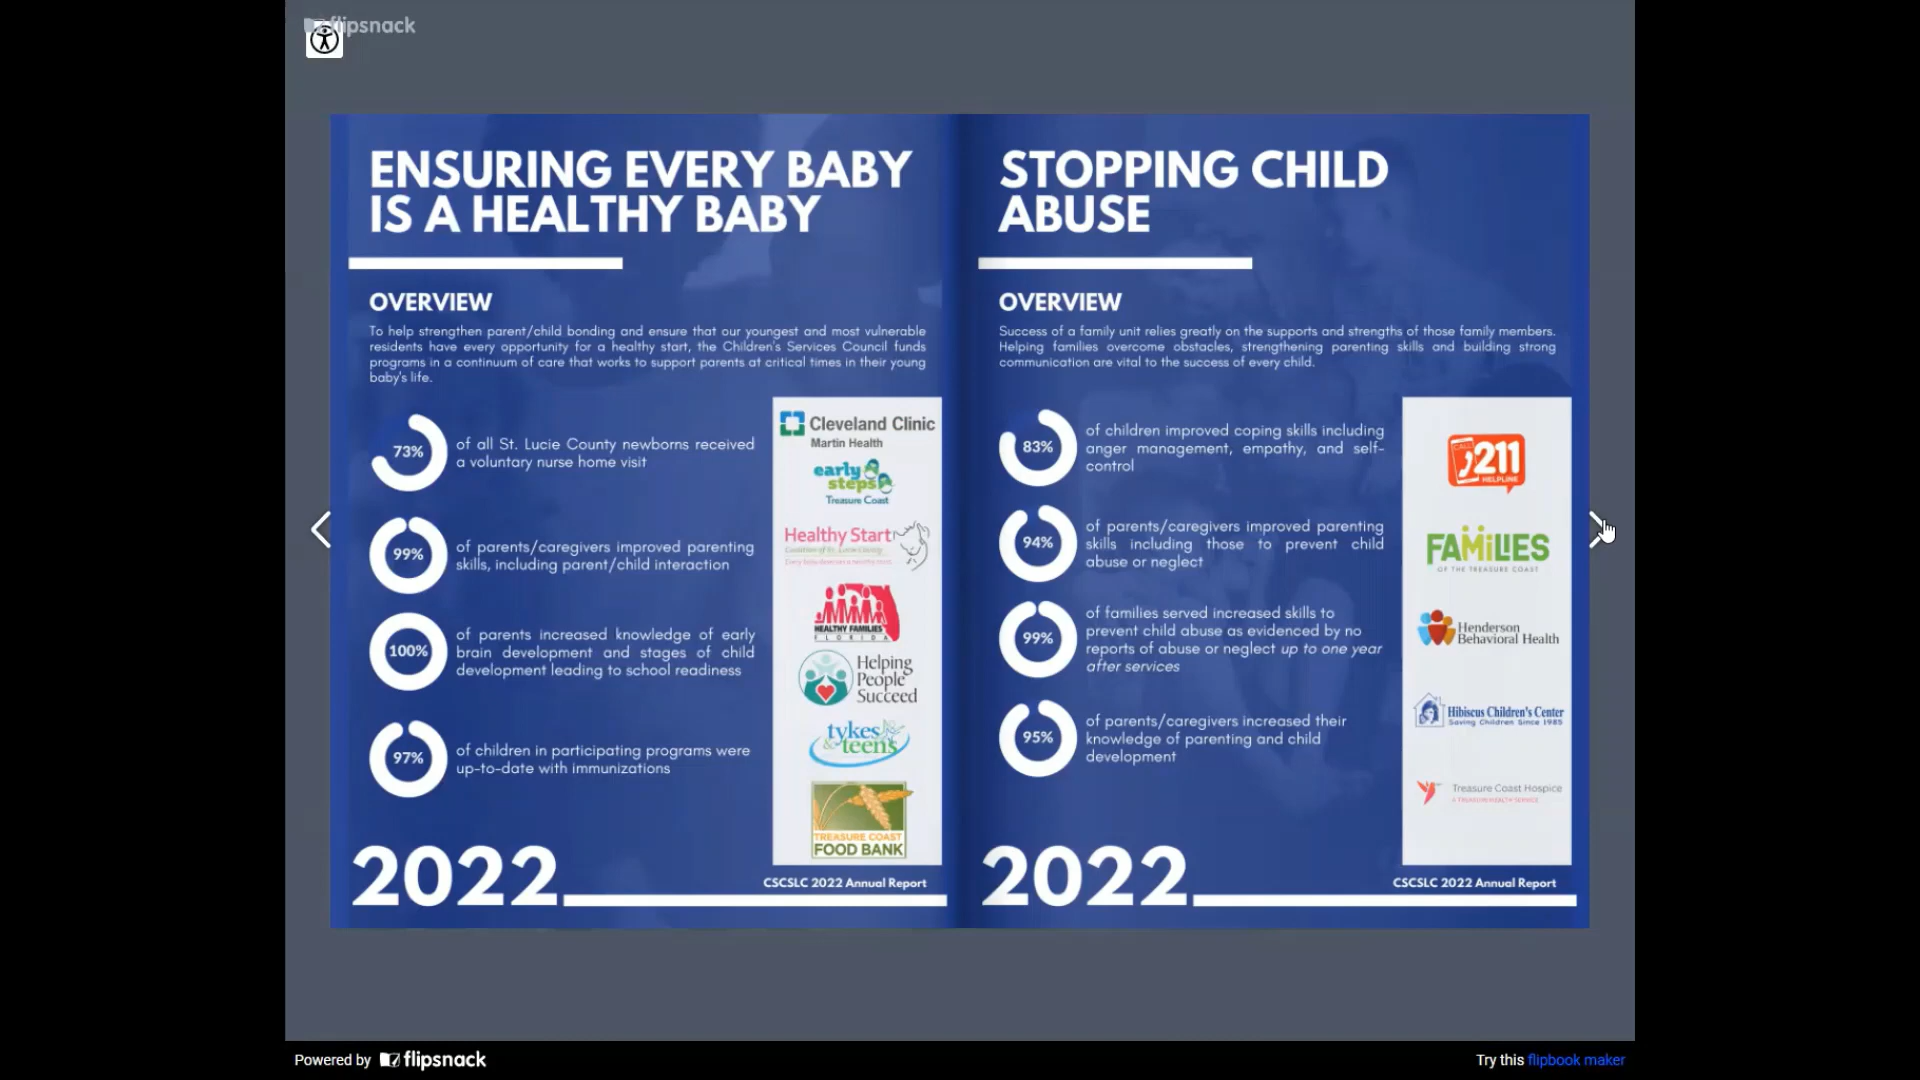 flipsnack
ENSURING EVERY BABY
IS A HEALTHY BABY
OVERVIEW
To help strengthen parent/child bonding and ensure that our youngest and most vulnerable
residents have every opportunity for a healthy start, the Children's Services Council funds
programs in a continuum of care that works to support parents at critical times in their young
baby's life.
73%
of all St. Lucie County newborns received
a voluntary nurse home visit
99%
of parents/caregivers improved parenting
skills, including parent/child interaction
100%
of parents increased knowledge of early
brain development and stages of child
development leading to school readiness
97%
of children in participating programs were
up-to-date with immunizations
Cleveland Clinic
Martin Health
early
steps
Treasure Coast
Healthy Start
Coalition of St. Lucie County
Every baby deserves a healthy start.
HEALTHY FAMILIES
FLORIDA
Helping
People
Succeed
tykes
& teens
TREASURE COAST
FOOD BANK
2022
CSCSLC 2022 Annual Report
STOPPING CHILD
ABUSE
OVERVIEW
Success of a family unit relies greatly on the supports and strengths of those family members.
Helping families overcome obstacles, strengthening parenting skills and building strong
communication are vital to the success of every child.
83%
of children improved coping skills including
anger management, empathy, and self-
control
94%
of parents/caregivers improved parenting
skills including those to prevent child
abuse or neglect
99%
of families served increased skills to
prevent child abuse as evidenced by no
reports of abuse or neglect up to one year
after services
95%
of parents/caregivers increased their
knowledge of parenting and child
development
CALL
211
HELPLINE
FAMiLIES
OF THE TREASURE COAST
Henderson
Behavioral Health
Hibiscus Children's Center
Saving Children Since 1985
Treasure Coast Hospice
A TREASURE HEALTH SERVICE
2022
CSCSLC 2022 Annual Report
Powered by flipsnack
Try this flipbook maker